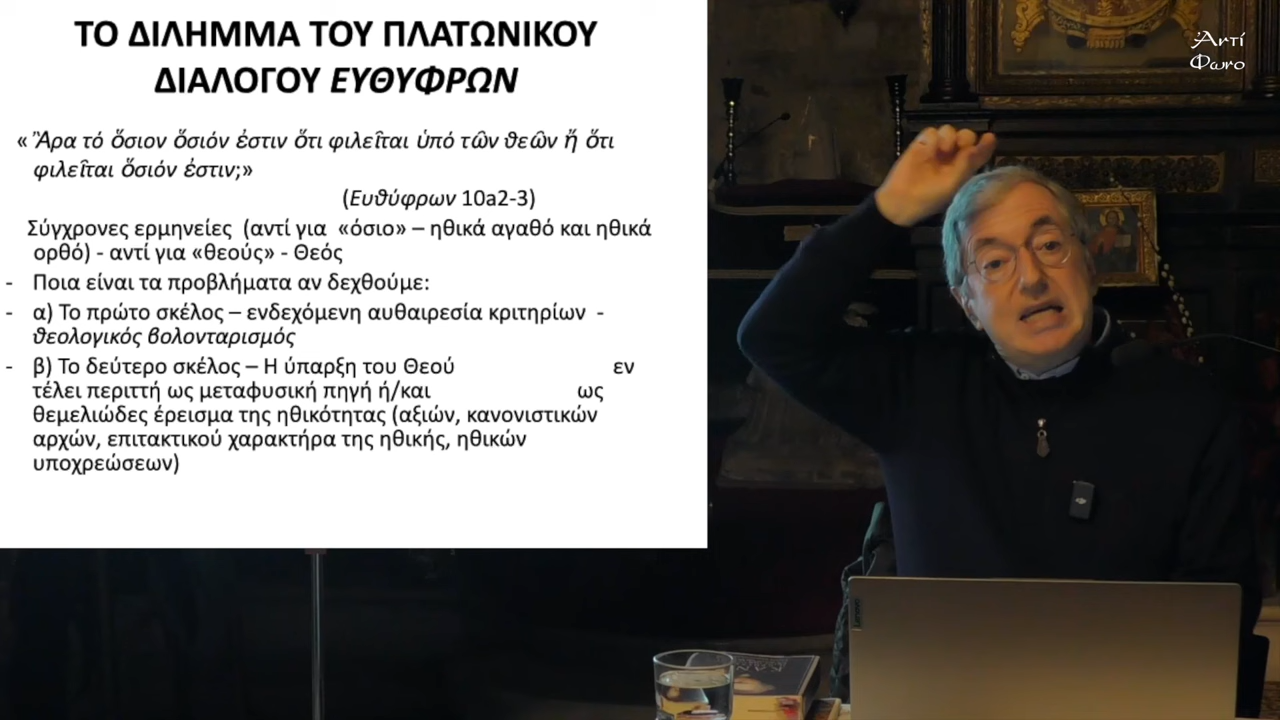 ΤΟ ΔΙΛΗΜΜΑ ΤΟΥ ΠΛΑΤΩΝΙΚΟΥ
ΔΙΑΛΟΓΟΥ ΕΥΘΥΦΡΩΝ
« Ἆρα τό ὅσιον ὅσιόν ἐστιν ὅτι φιλεῖται ὑπό τῶν θεῶν ἤ ὅτι
φιλεῖται ὅσιόν ἐστιν;»
(Ευθύφρων 10a2-3)
Σύγχρονες ερμηνείες (αντί για «όσιο» – ηθικά αγαθό και ηθικά
ορθό) - αντί για «θεούς» - Θεός
- Ποια είναι τα προβλήματα αν δεχθούμε:
- α) Το πρώτο σκέλος – ενδεχόμενη αυθαιρεσία κριτηρίων -
θεολογικός βολονταρισμός
- β) Το δεύτερο σκέλος – Η ύπαρξη του Θεού εν
τέλει περιττή ως μεταφυσική πηγή ή/και ως
θεμελιώδες έρεισμα της ηθικότητας (αξιών, κανονιστικών
αρχών, επιτακτικού χαρακτήρα της ηθικής, ηθικών
υποχρεώσεων)
Ἀντί
Φωνο